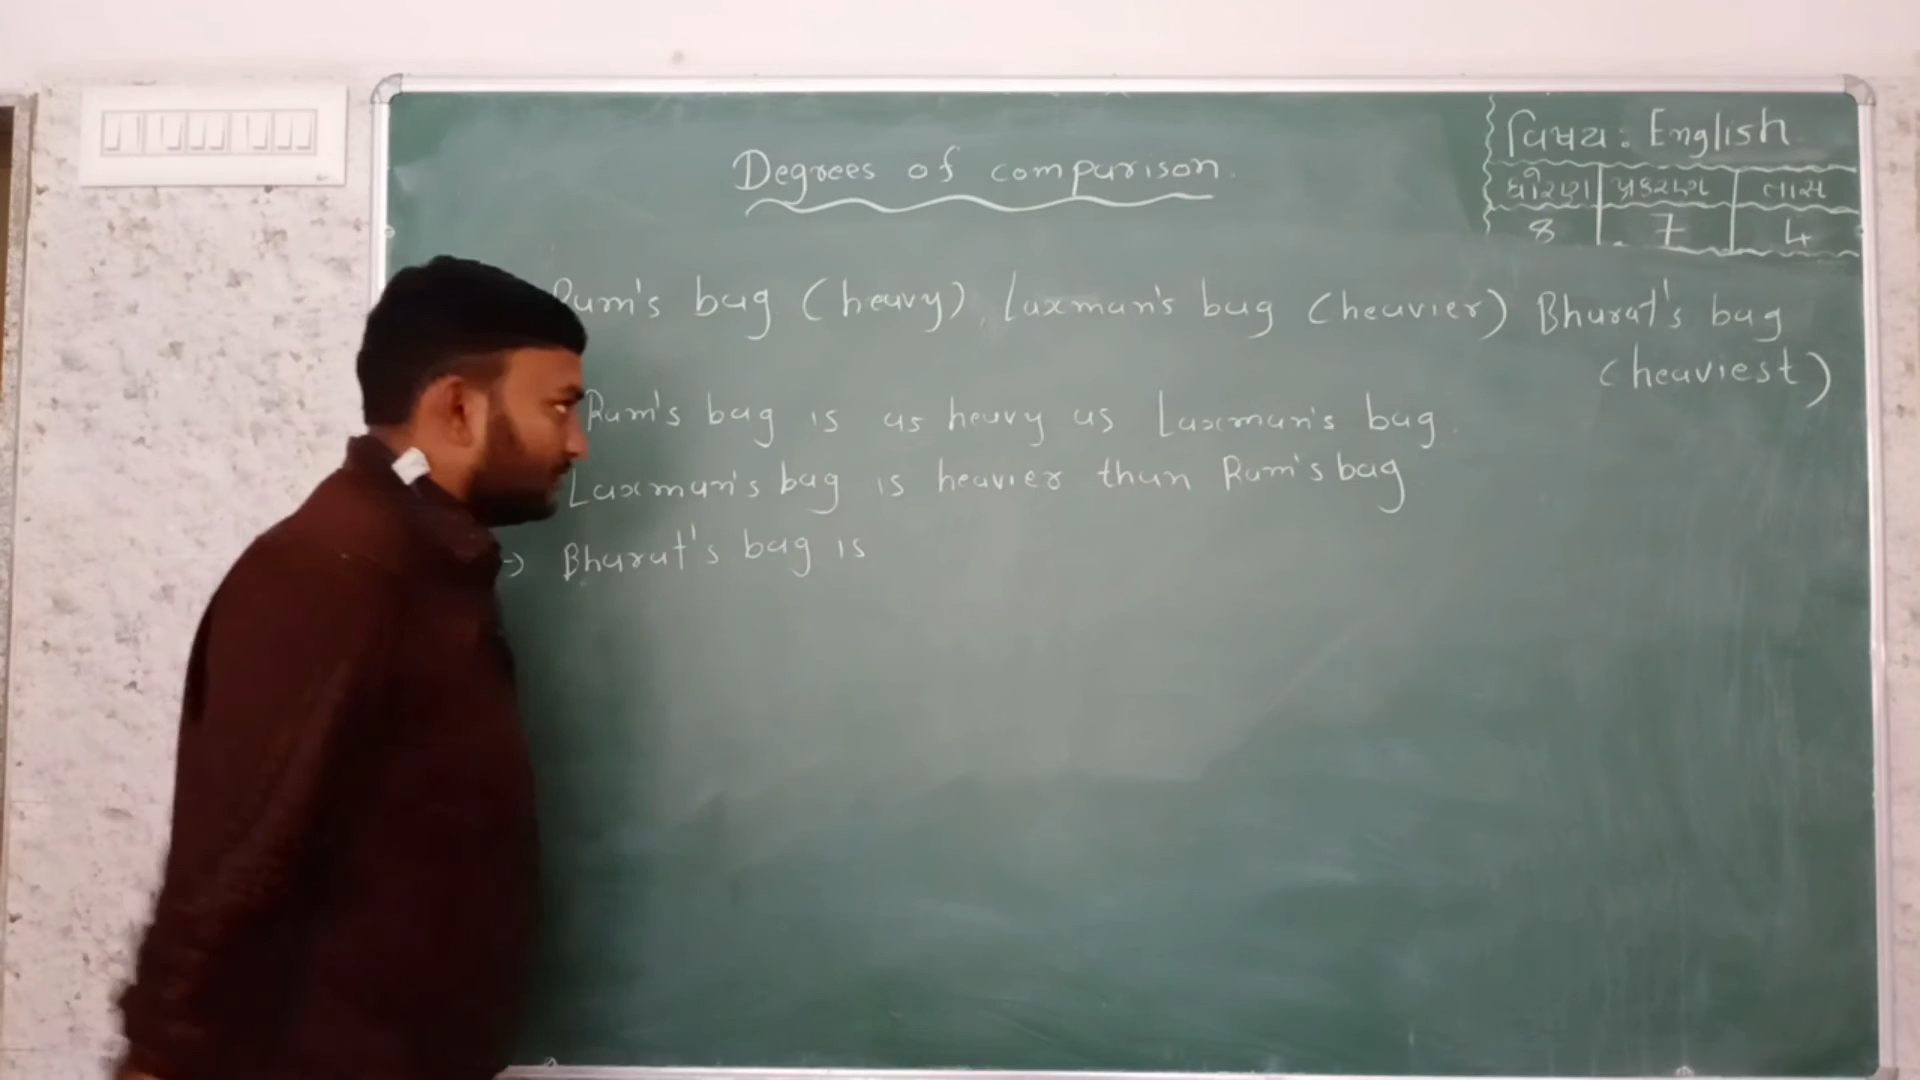 Degrees of comparison.
વિષય: English
ધોરણ પ્રકરણ તાસ
8 7 4
Ram's bag (heavy), Laxman's bag (heavier) Bharat's bag
(heaviest)
Ram's bag is as heavy as Laxman's bag.
Laxman's bag is heavier than Ram's bag
→ Bharat's bag is